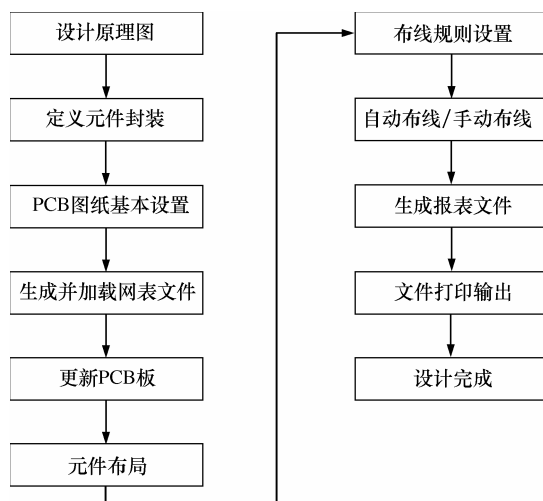 设计原理图
定义元件封装
PCB图纸基本设置
生成并加载网表文件
更新PCB板
元件布局
布线规则设置
自动布线/手动布线
生成报表文件
文件打印输出
设计完成